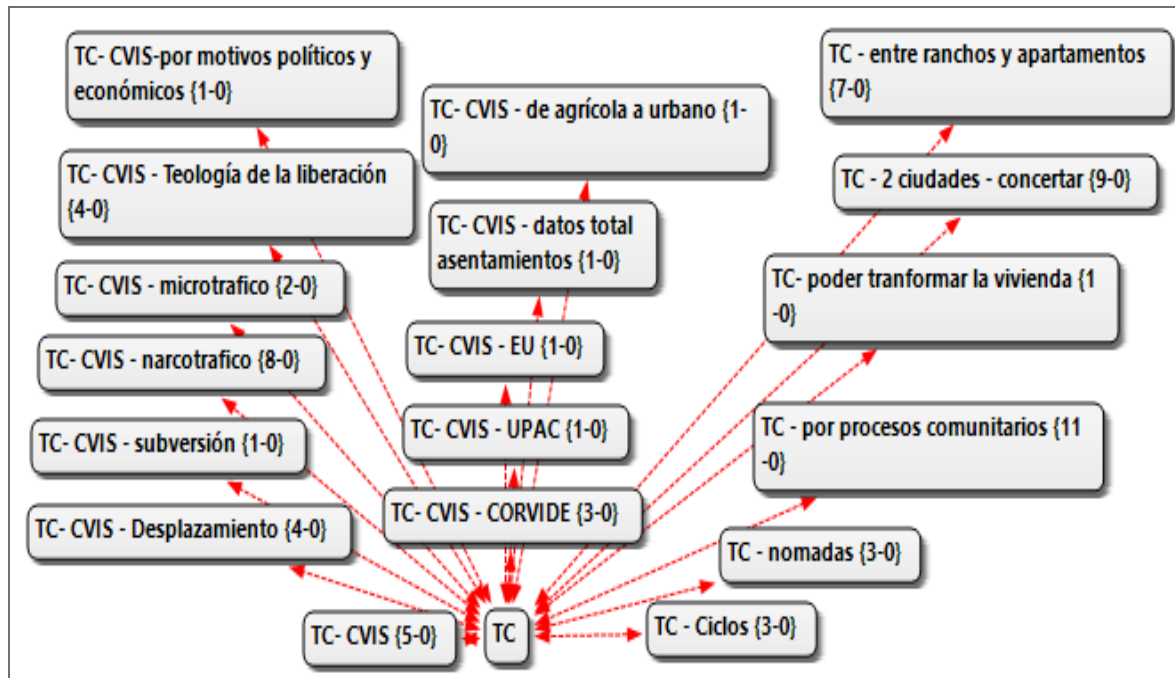 TC- CVIS-por motivos políticos y
económicos {1-0}
TC- CVIS - Teología de la liberación
{4-0}
TC- CVIS - microtrafico {2-0}
TC- CVIS - narcotrafico {8-0}
TC- CVIS - subversión {1-0}
TC- CVIS - Desplazamiento {4-0}
TC- CVIS {5-0}
TC- CVIS - de agrícola a urbano {1-
0}
TC- CVIS - datos total
asentamientos {1-0}
TC- CVIS - EU {1-0}
TC- CVIS - UPAC {1-0}
TC- CVIS - CORVIDE {3-0}
TC
TC - entre ranchos y apartamentos
{7-0}
TC - 2 ciudades - concertar {9-0}
TC- poder tranformar la vivienda {1
-0}
TC - por procesos comunitarios {11
-0}
TC - nomadas {3-0}
TC - Ciclos {3-0}